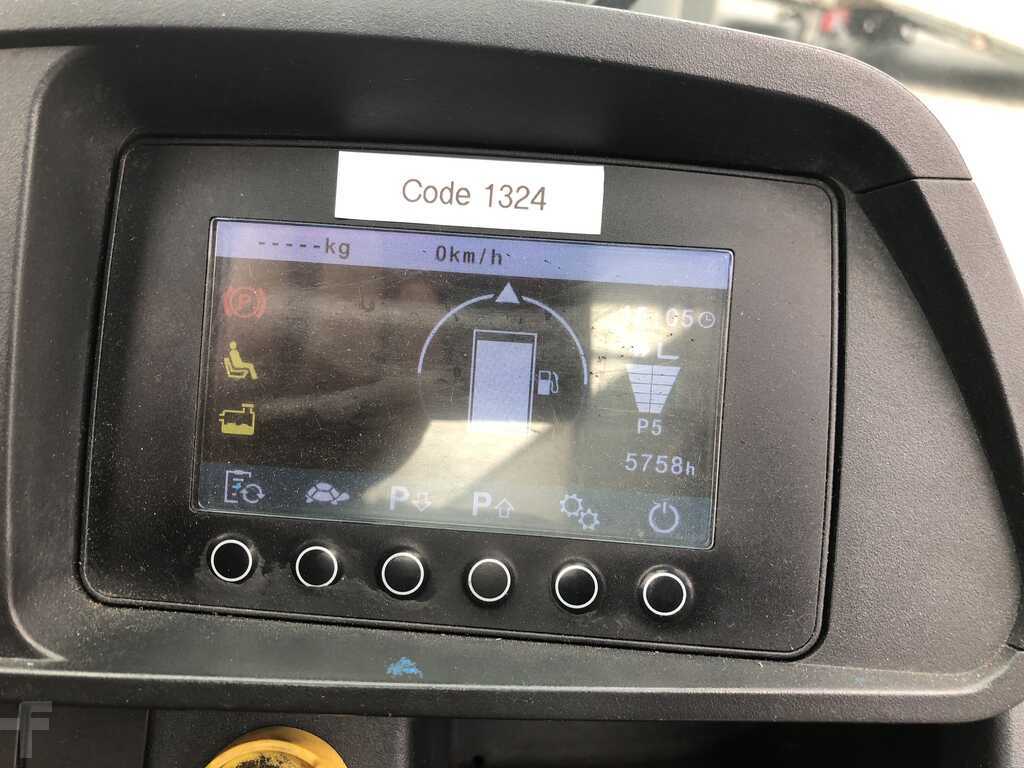 Code 1324
-----kg 0km/h
P
P5
5758h
P P
F